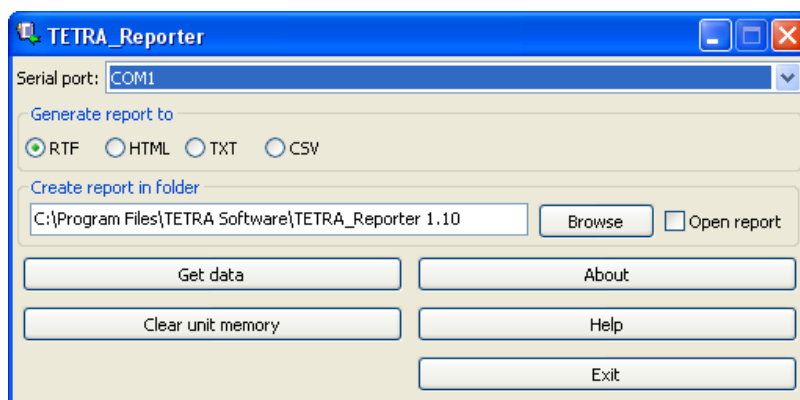 TETRA_Reporter
Serial port: COM1
Generate report to
RTF HTML TXT CSV
Create report in folder
C:\Program Files\TETRA Software\TETRA_Reporter 1.10 Browse Open report
Get data About
Clear unit memory Help
Exit